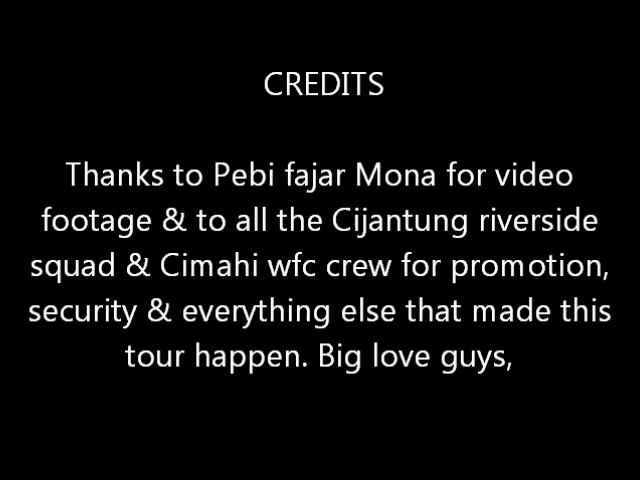 CREDITS
Thanks to Pebi fajar Mona for video
footage & to all the Cijantung riverside
squad & Cimahi wfc crew for promotion,
security & everything else that made this
tour happen. Big love guys,